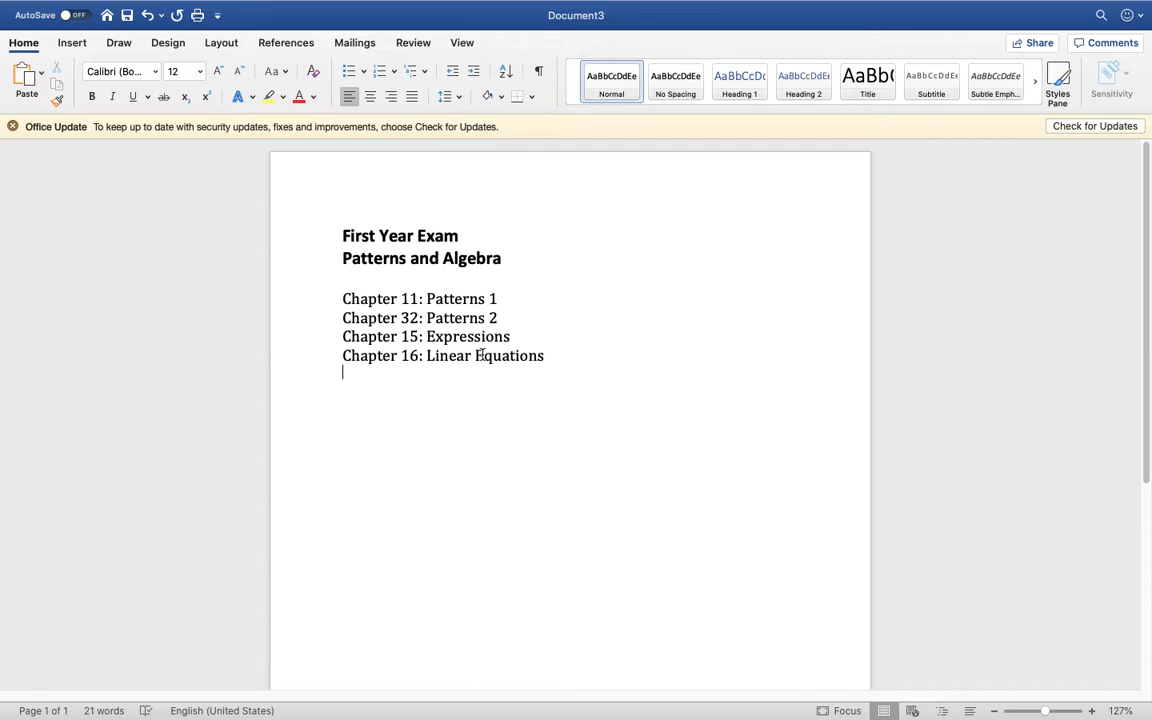 AutoSave OFF Document3
Home Insert Draw Design Layout References Mailings Review View Share Comments
Paste Calibri (Bo... 12 Aa AaBbCcDdEe AaBbCcDdEe AaBbCcDc AaBbCcDdEe AaBb( AaBbCcDdEe AaBbCcDdEe
Normal No Spacing Heading 1 Heading 2 Title Subtitle Subtle Emph... Styles Pane Sensitivity
Office Update To keep up to date with security updates, fixes and improvements, choose Check for Updates. Check for Updates
First Year Exam
Patterns and Algebra
Chapter 11: Patterns 1
Chapter 32: Patterns 2
Chapter 15: Expressions
Chapter 16: Linear Equations
Page 1 of 1 21 words English (United States) Focus 127%